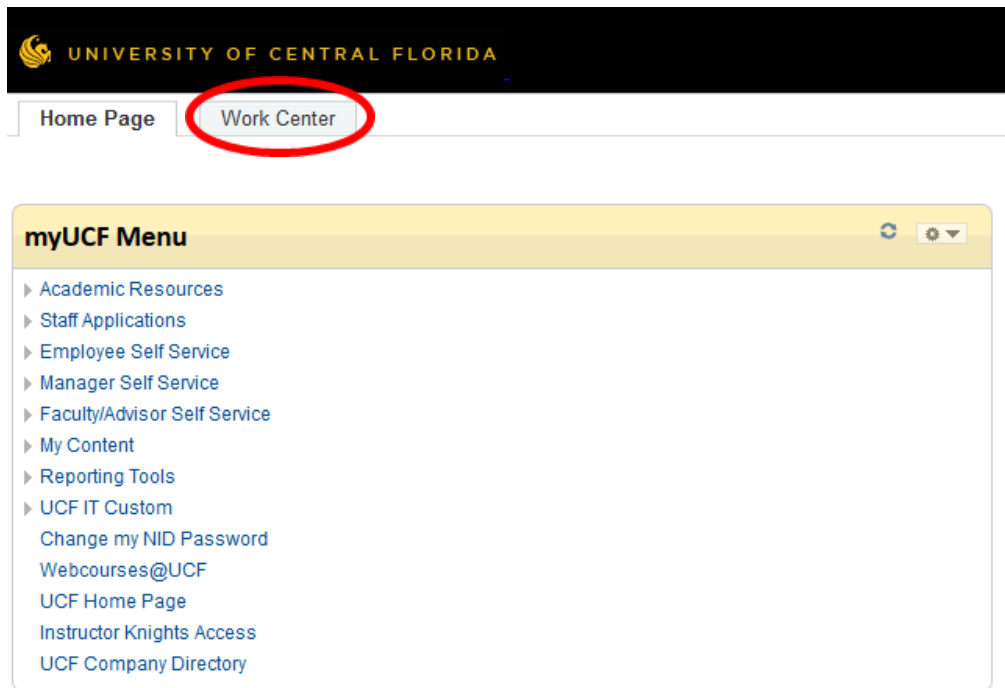 UNIVERSITY OF CENTRAL FLORIDA
Home Page Work Center
myUCF Menu
Academic Resources
Staff Applications
Employee Self Service
Manager Self Service
Faculty/Advisor Self Service
My Content
Reporting Tools
UCF IT Custom
Change my NID Password
Webcourses@UCF
UCF Home Page
Instructor Knights Access
UCF Company Directory